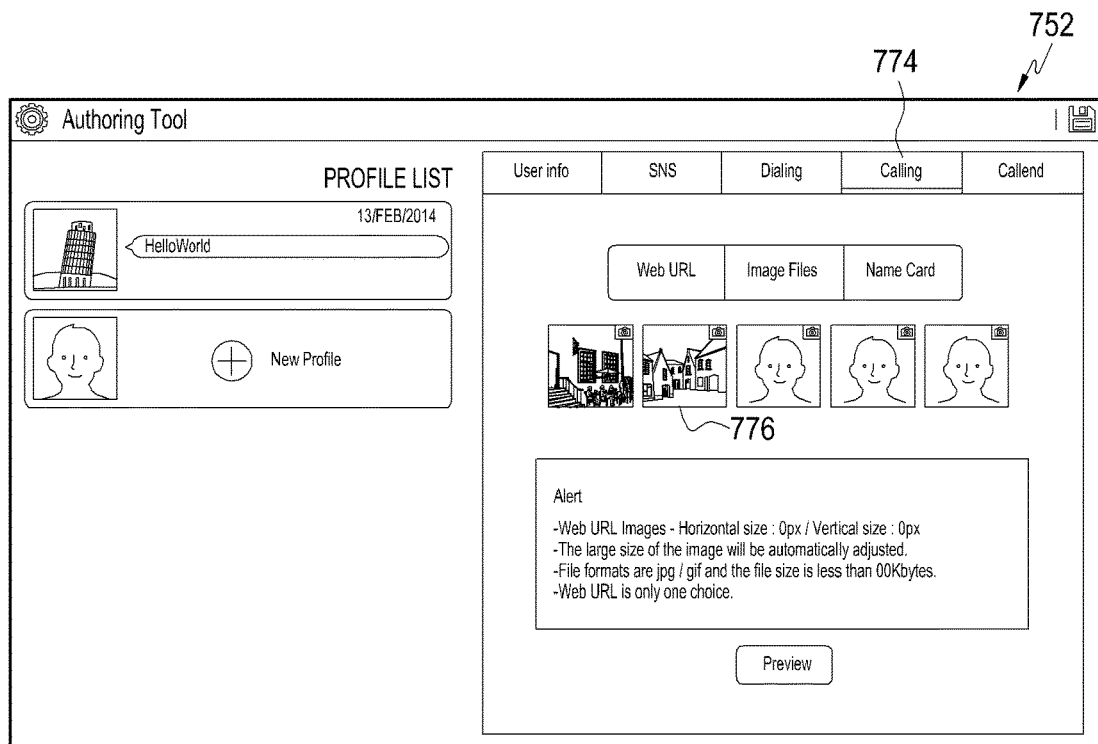 752
774
Authoring Tool
PROFILE LIST
13/FEB/2014
HelloWorld
New Profile
User info SNS Dialing Calling Callend
Web URL Image Files Name Card
776
Alert
-Web URL Images - Horizontal size : 0px / Vertical size : 0px
-The large size of the image will be automatically adjusted.
-File formats are jpg / gif and the file size is less than 00Kbytes.
-Web URL is only one choice.
Preview